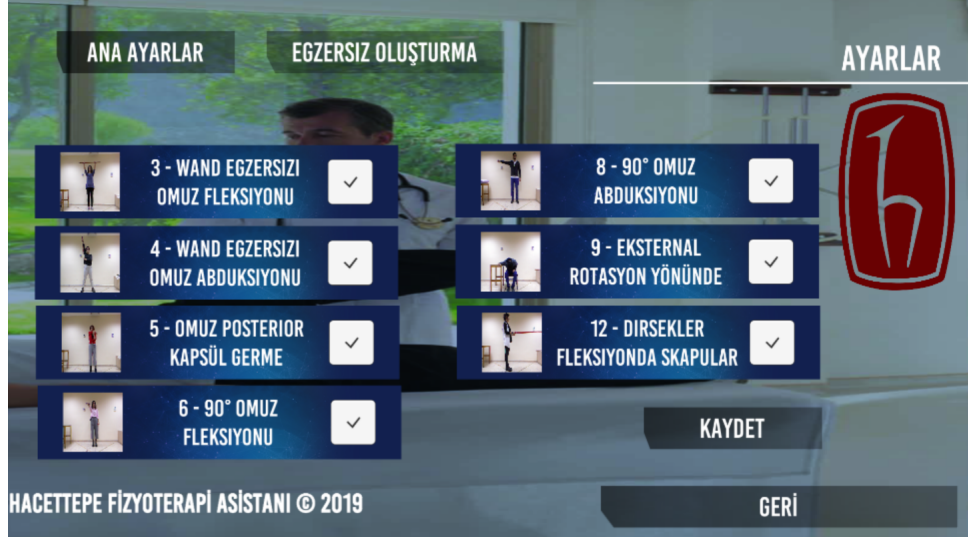 ANA AYARLAR
EGZERSIZ OLUŞTURMA
AYARLAR
3 - WAND EGZERSIZI
OMUZ FLEKSIYONU
4 - WAND EGZERSIZI
OMUZ ABDUKSIYONU
5 - OMUZ POSTERIOR
KAPSÜL GERME
6 - 90° OMUZ
FLEKSIYONU
8 - 90° OMUZ
ABDUKSIYONU
9 - EKSTERNAL
ROTASYON YÖNÜNDE
12 - DIRSEKLER
FLEKSIYONDA SKAPULAR
KAYDET
HACETTEPE FİZYOTERAPİ ASİSTANI © 2019
GERİ